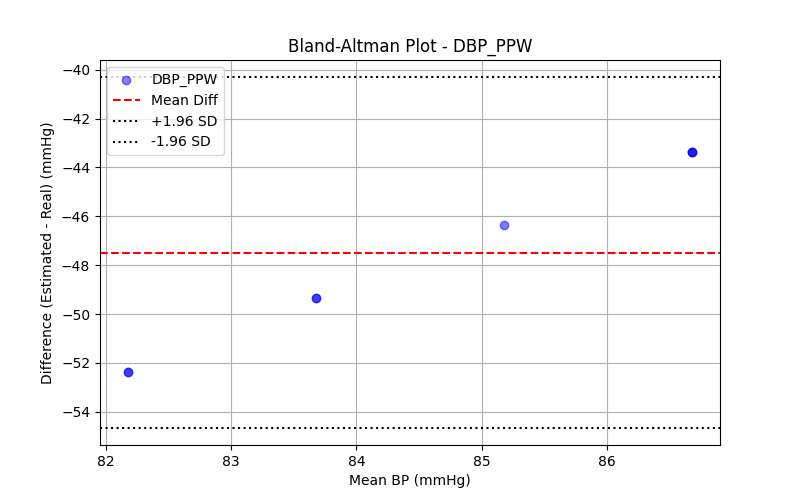 Bland-Altman Plot - DBP_PPW
DBP_PPW
Mean Diff
+1.96 SD
-1.96 SD
Difference (Estimated - Real) (mmHg)
−40
−42
−44
−46
−48
−50
−52
−54
82 83 84 85 86
Mean BP (mmHg)